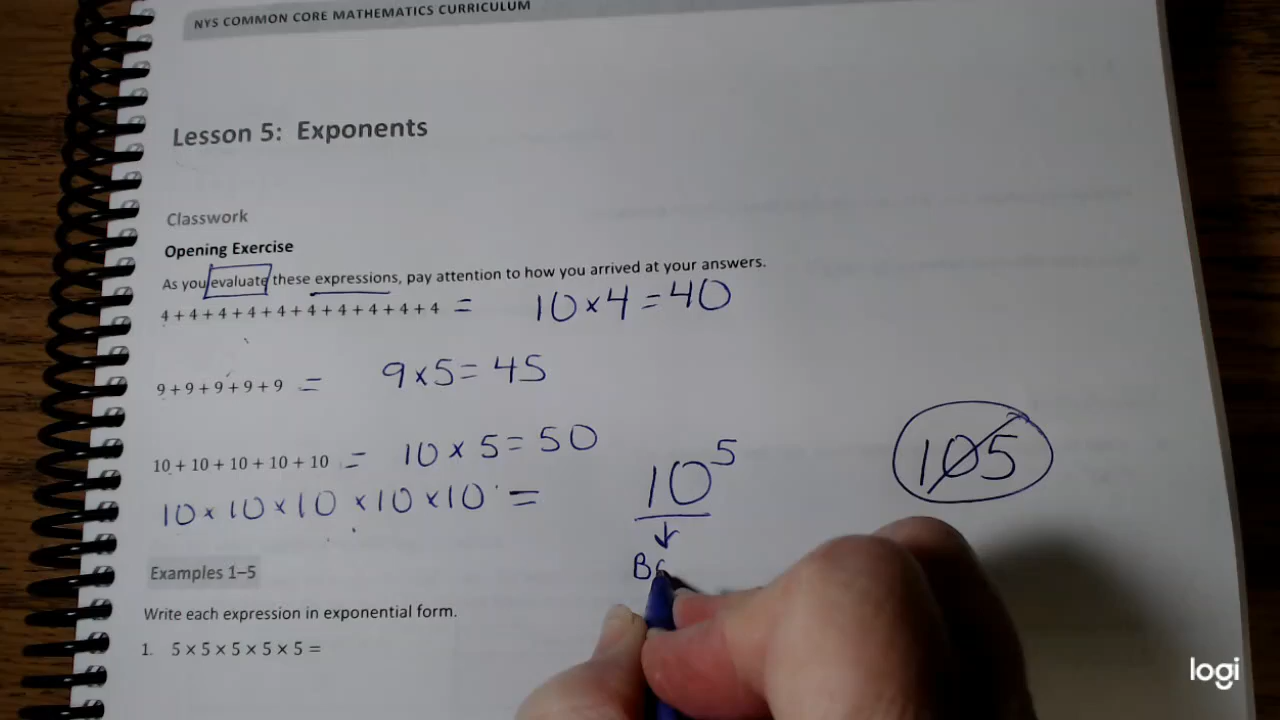 NYS COMMON CORE MATHEMATICS CURRICULUM
Lesson 5: Exponents
Classwork
Opening Exercise
As you evaluate these expressions, pay attention to how you arrived at your answers.
4 + 4 + 4 + 4 + 4 + 4 + 4 + 4 + 4 + 4 = 10 × 4 = 40
9 + 9 + 9 + 9 + 9 = 9 × 5 = 45
10 + 10 + 10 + 10 + 10 = 10 × 5 = 50
10 × 10 × 10 × 10 × 10 = 10⁵
105
Examples 1–5
Write each expression in exponential form.
1. 5 × 5 × 5 × 5 × 5 =
logi